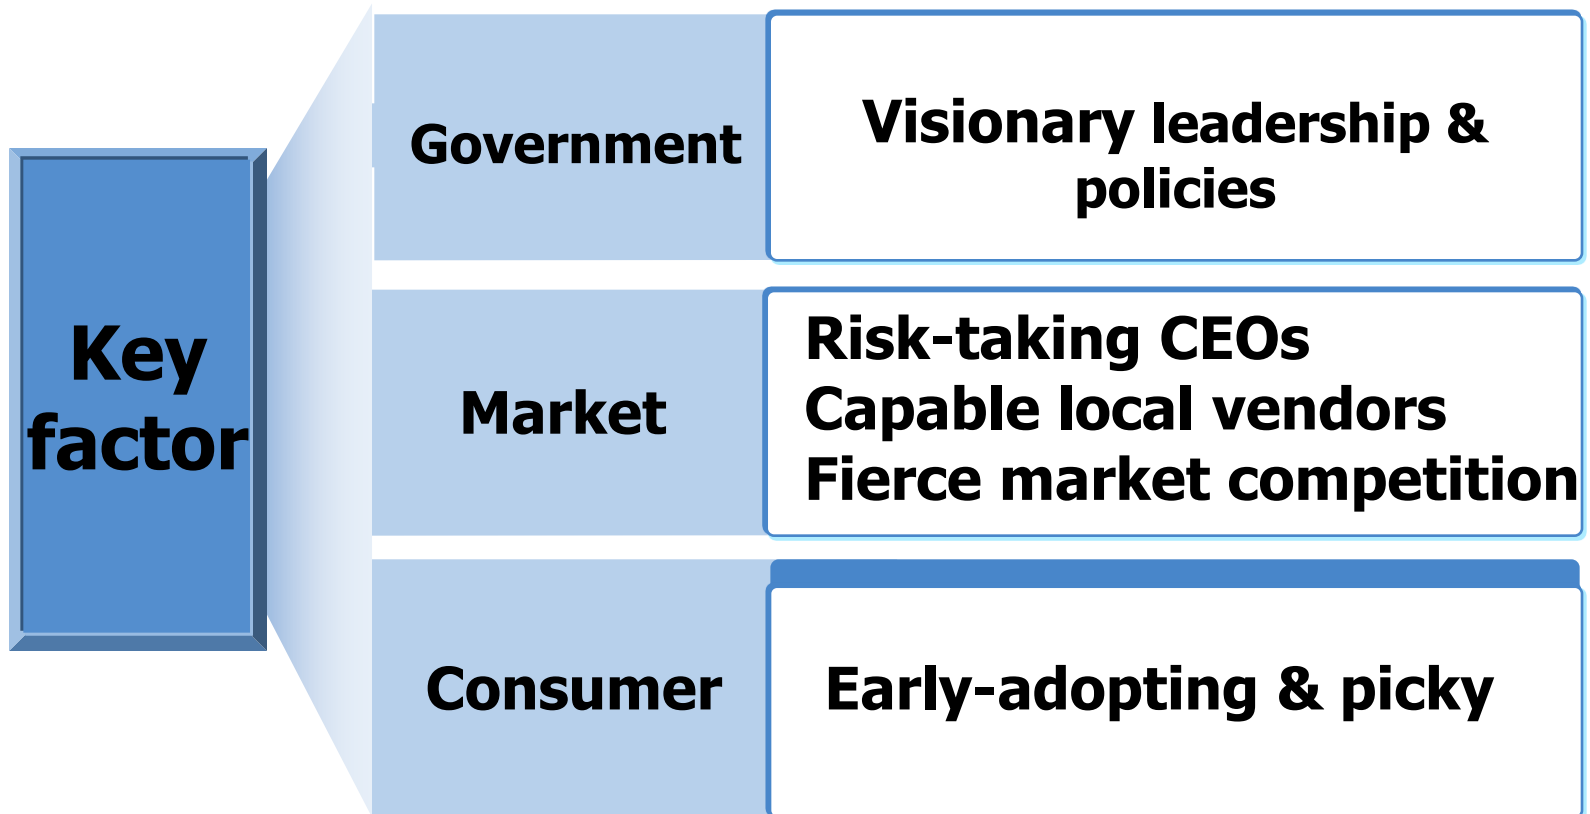 Key
factor
Government
Visionary leadership &
policies
Market
Risk-taking CEOs
Capable local vendors
Fierce market competition
Consumer
Early-adopting & picky